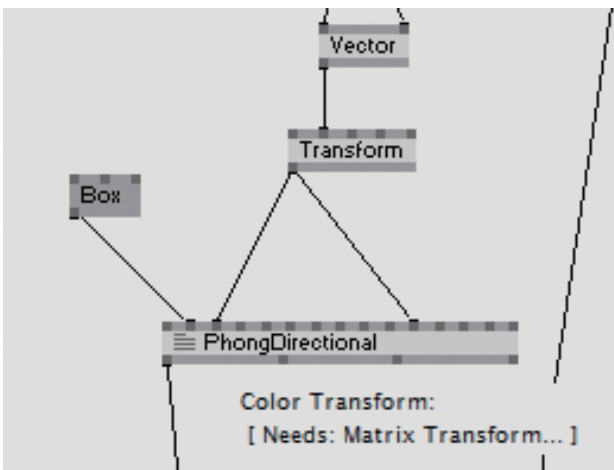 Vector
Transform
Box
PhongDirectional
Color Transform:
[ Needs: Matrix Transform... ]